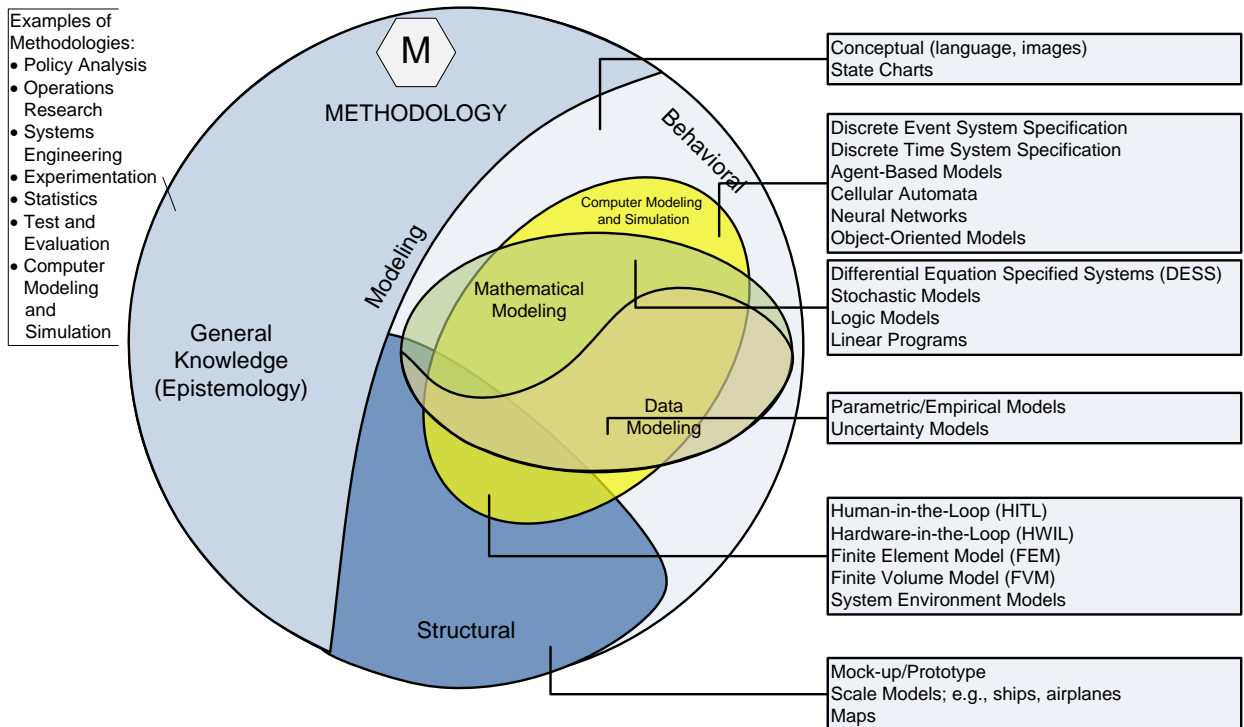 Examples of
Methodologies:
• Policy Analysis
• Operations
Research
• Systems
Engineering
• Experimentation
• Statistics
• Test and
Evaluation
• Computer
Modeling
and
Simulation
M
METHODOLOGY
General
Knowledge
(Epistemology)
Modeling
Behavioral
Computer Modeling
and Simulation
Mathematical
Modeling
Data
Modeling
Structural
Conceptual (language, images)
State Charts
Discrete Event System Specification
Discrete Time System Specification
Agent-Based Models
Cellular Automata
Neural Networks
Object-Oriented Models
Differential Equation Specified Systems (DESS)
Stochastic Models
Logic Models
Linear Programs
Parametric/Empirical Models
Uncertainty Models
Human-in-the-Loop (HITL)
Hardware-in-the-Loop (HWIL)
Finite Element Model (FEM)
Finite Volume Model (FVM)
System Environment Models
Mock-up/Prototype
Scale Models; e.g., ships, airplanes
Maps